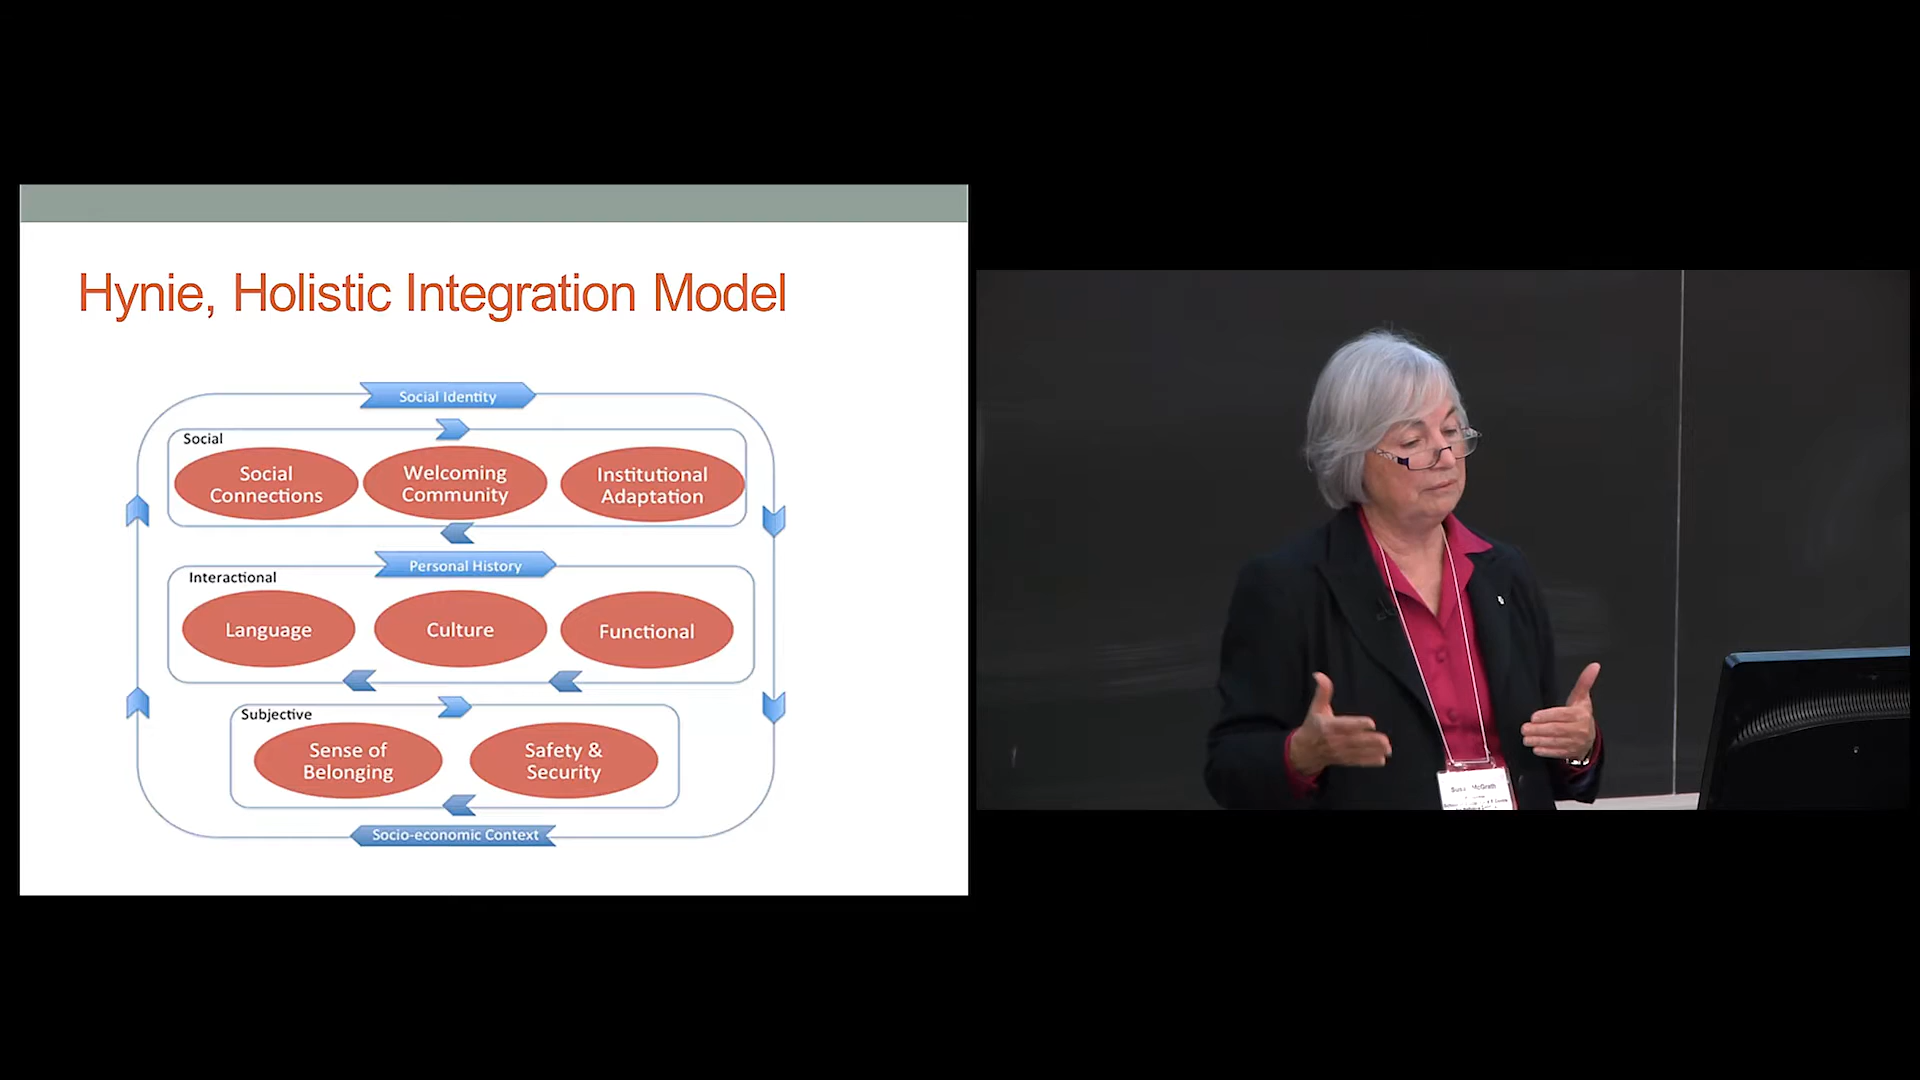 Hynie, Holistic Integration Model
Social Identity
Social
Social
Connections
Welcoming
Community
Institutional
Adaptation
Personal History
Interactional
Language
Culture
Functional
Subjective
Sense of
Belonging
Safety &
Security
Socio-economic Context
McGrath